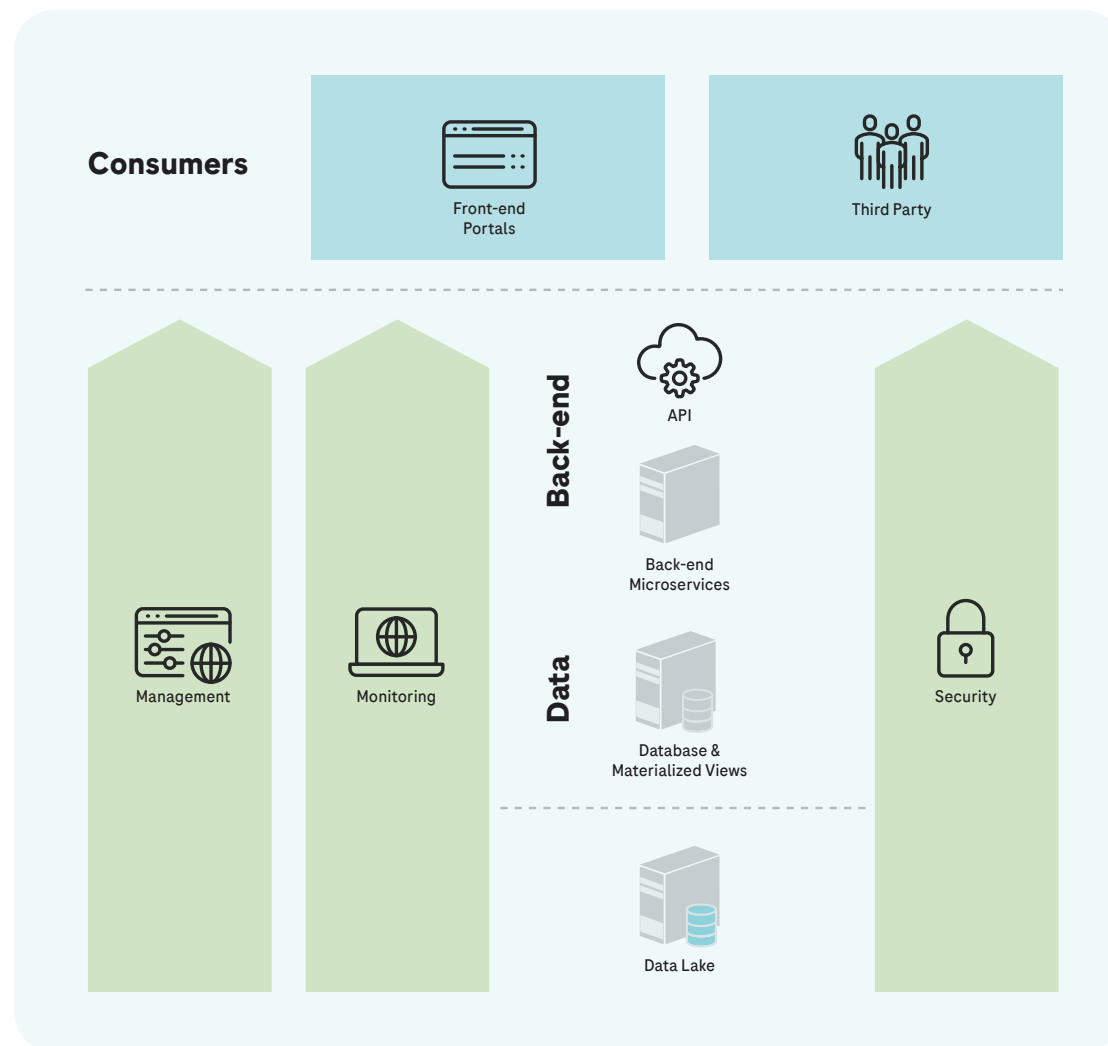 Consumers
Front-end
Portals
Third Party
Back-end
API
Back-end
Microservices
Management
Monitoring
Data
Security
Database &
Materialized Views
Data Lake